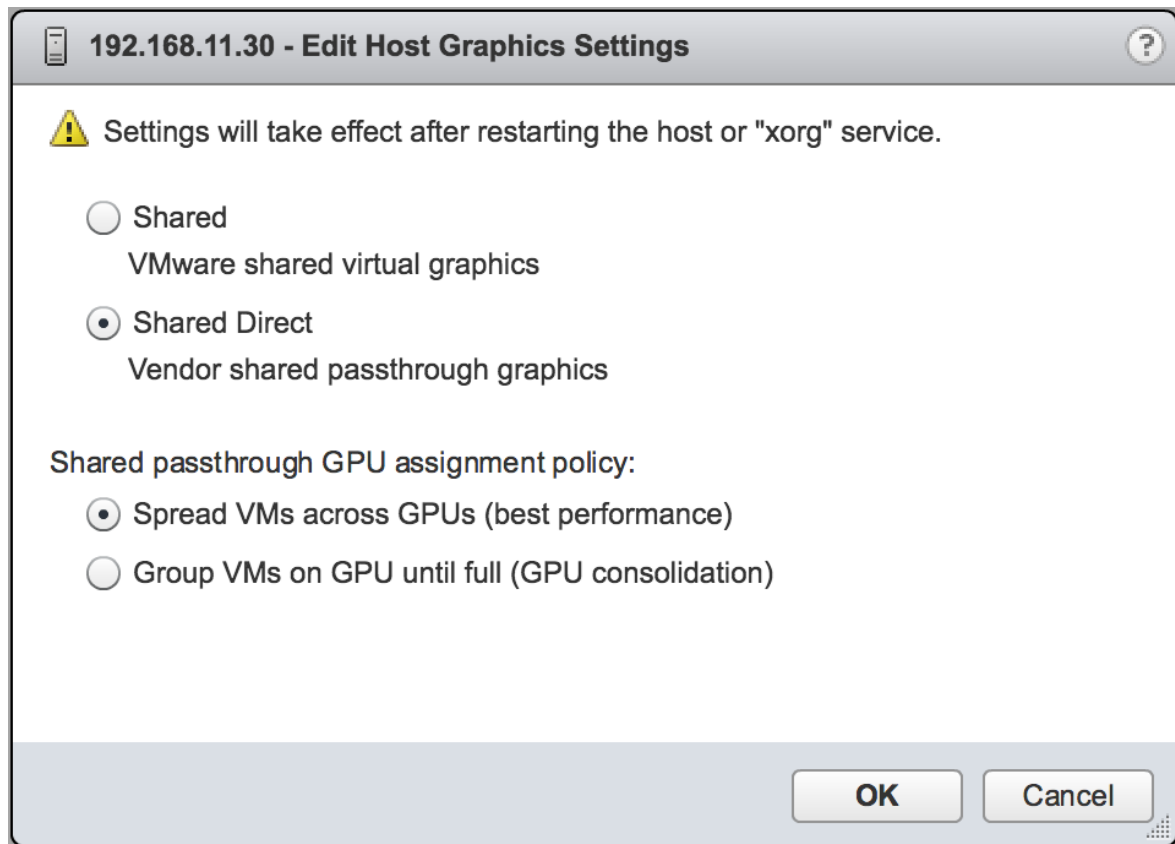 192.168.11.30 - Edit Host Graphics Settings
?
Settings will take effect after restarting the host or "xorg" service.
Shared
VMware shared virtual graphics
Shared Direct
Vendor shared passthrough graphics
Shared passthrough GPU assignment policy:
Spread VMs across GPUs (best performance)
Group VMs on GPU until full (GPU consolidation)
OK
Cancel